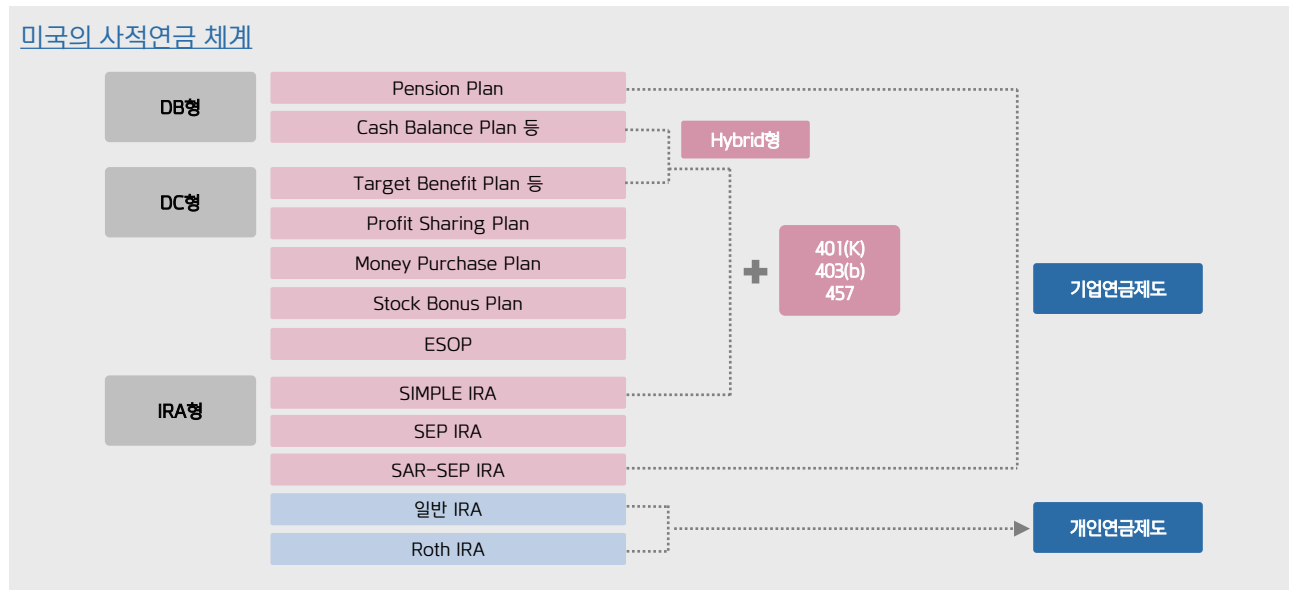 미국의 사적연금 체계
DB형
Pension Plan
Cash Balance Plan 등
Hybrid형
DC형
Target Benefit Plan 등
Profit Sharing Plan
Money Purchase Plan
Stock Bonus Plan
ESOP
401(K)
403(b)
457
기업연금제도
IRA형
SIMPLE IRA
SEP IRA
SAR-SEP IRA
일반 IRA
Roth IRA
개인연금제도